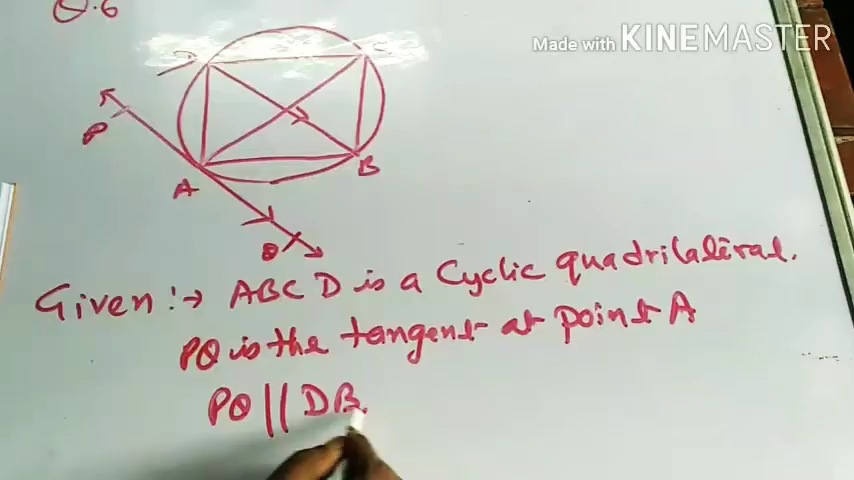 Q.6
Made with KINEMASTER
D C
P
A B
Q
Given :→ ABCD is a Cyclic quadrilateral.
PQ is the tangent at point A
PQ || DB